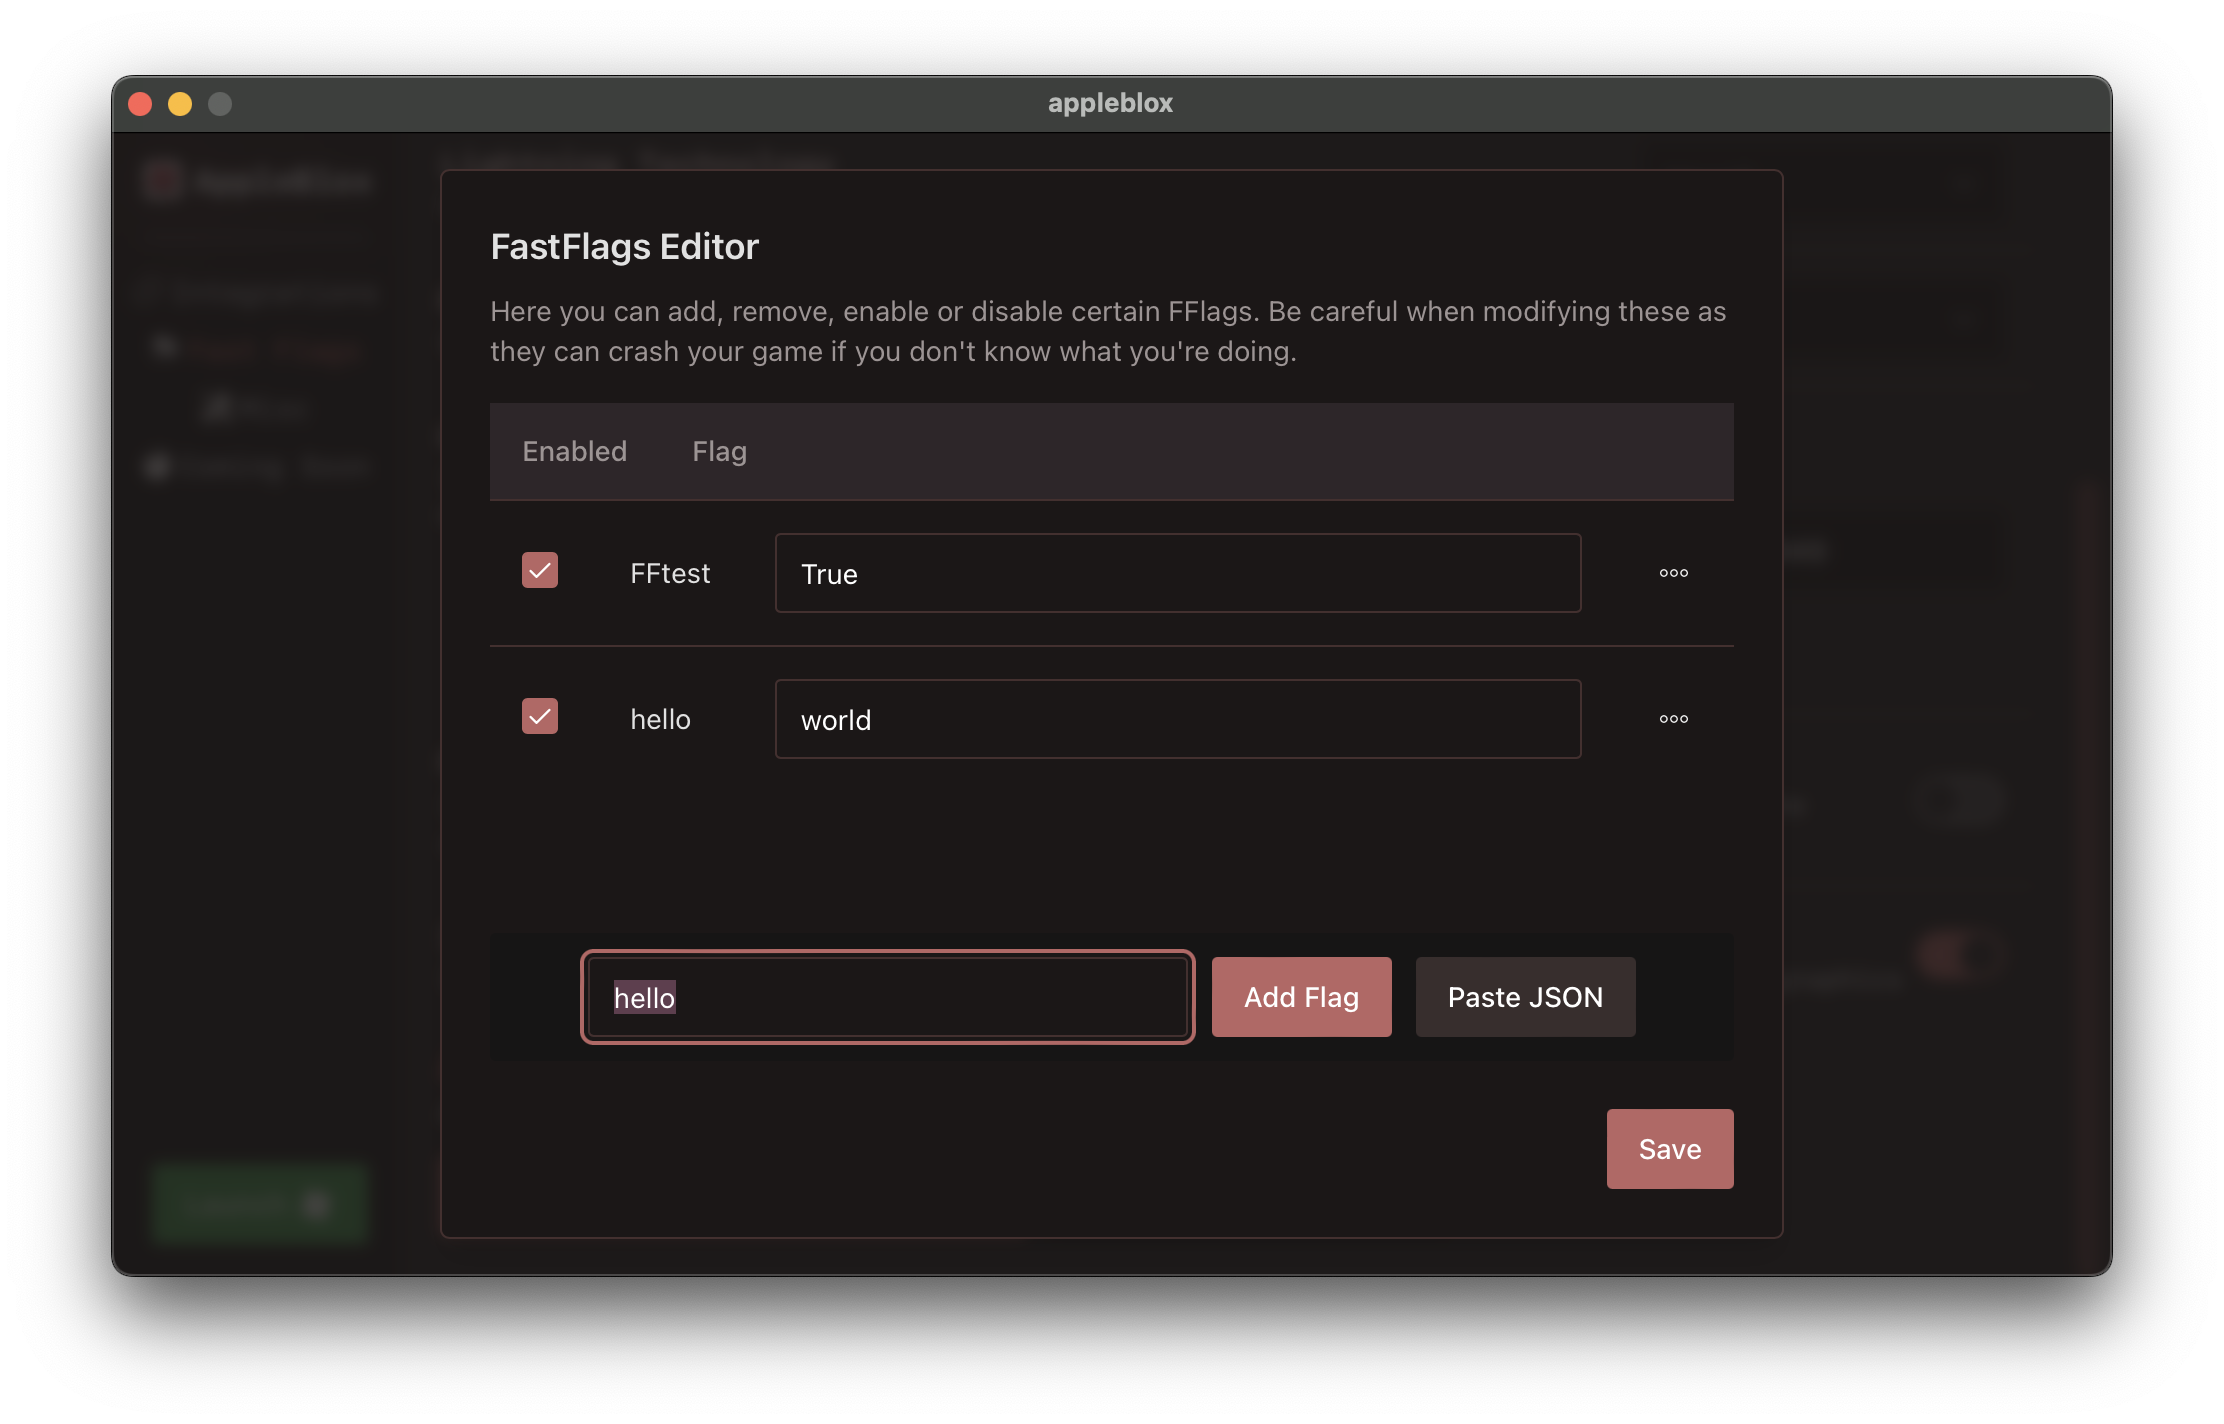 appleblox
FastFlags Editor
Here you can add, remove, enable or disable certain FFlags. Be careful when modifying these as
they can crash your game if you don't know what you're doing.
Enabled Flag
FFtest True
hello world
hello Add Flag Paste JSON
Save